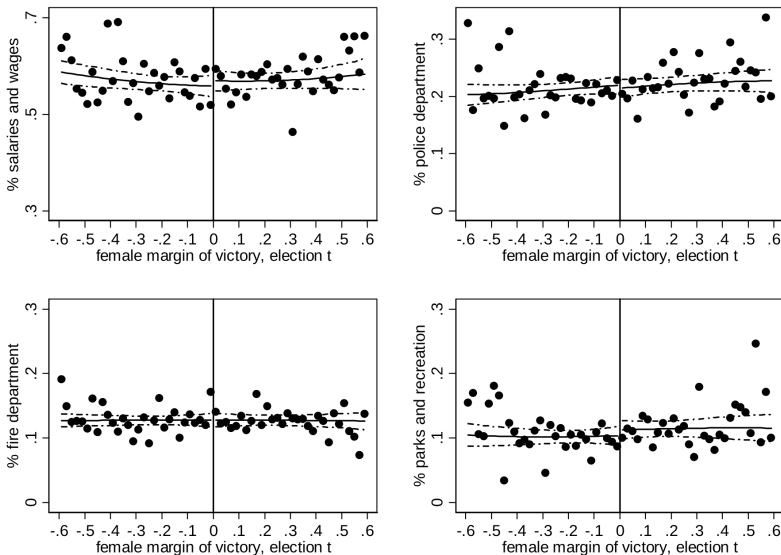 % salaries and wages
.7
.5
.3
-.6 -.5 -.4 -.3 -.2 -.1 0 .1 .2 .3 .4 .5 .6
female margin of victory, election t
% police department
.3
.2
.1
0
-.6 -.5 -.4 -.3 -.2 -.1 0 .1 .2 .3 .4 .5 .6
female margin of victory, election t
% fire department
.3
.2
.1
0
-.6 -.5 -.4 -.3 -.2 -.1 0 .1 .2 .3 .4 .5 .6
female margin of victory, election t
% parks and recreation
.3
.2
.1
0
-.6 -.5 -.4 -.3 -.2 -.1 0 .1 .2 .3 .4 .5 .6
female margin of victory, election t